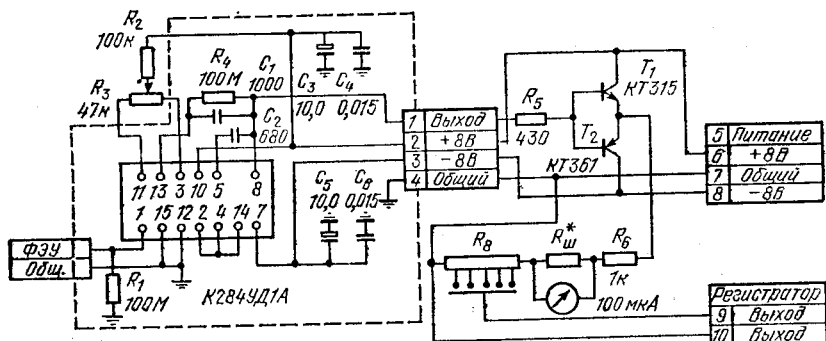 R₂
100к
R₃
47к
R₄
100М
C₁
1000
C₂
680
C₃
10,0
C₄
0,015
11 13 3 10 5 8
1 15 12 2 4 14 7
C₅
10,0
C₆
0,015
ФЭУ
Общ.
R₁
100М
К284УД1А
1 Выход
2 +8В
3 -8В
4 Общий
R₅
430
T₁
КТ315
T₂
КТ361
5 Питание
6 +8В
7 Общий
8 -8В
R₈
Rш*
R₆
1к
100 мкА
Регистратор
9 Выход
10 Выход